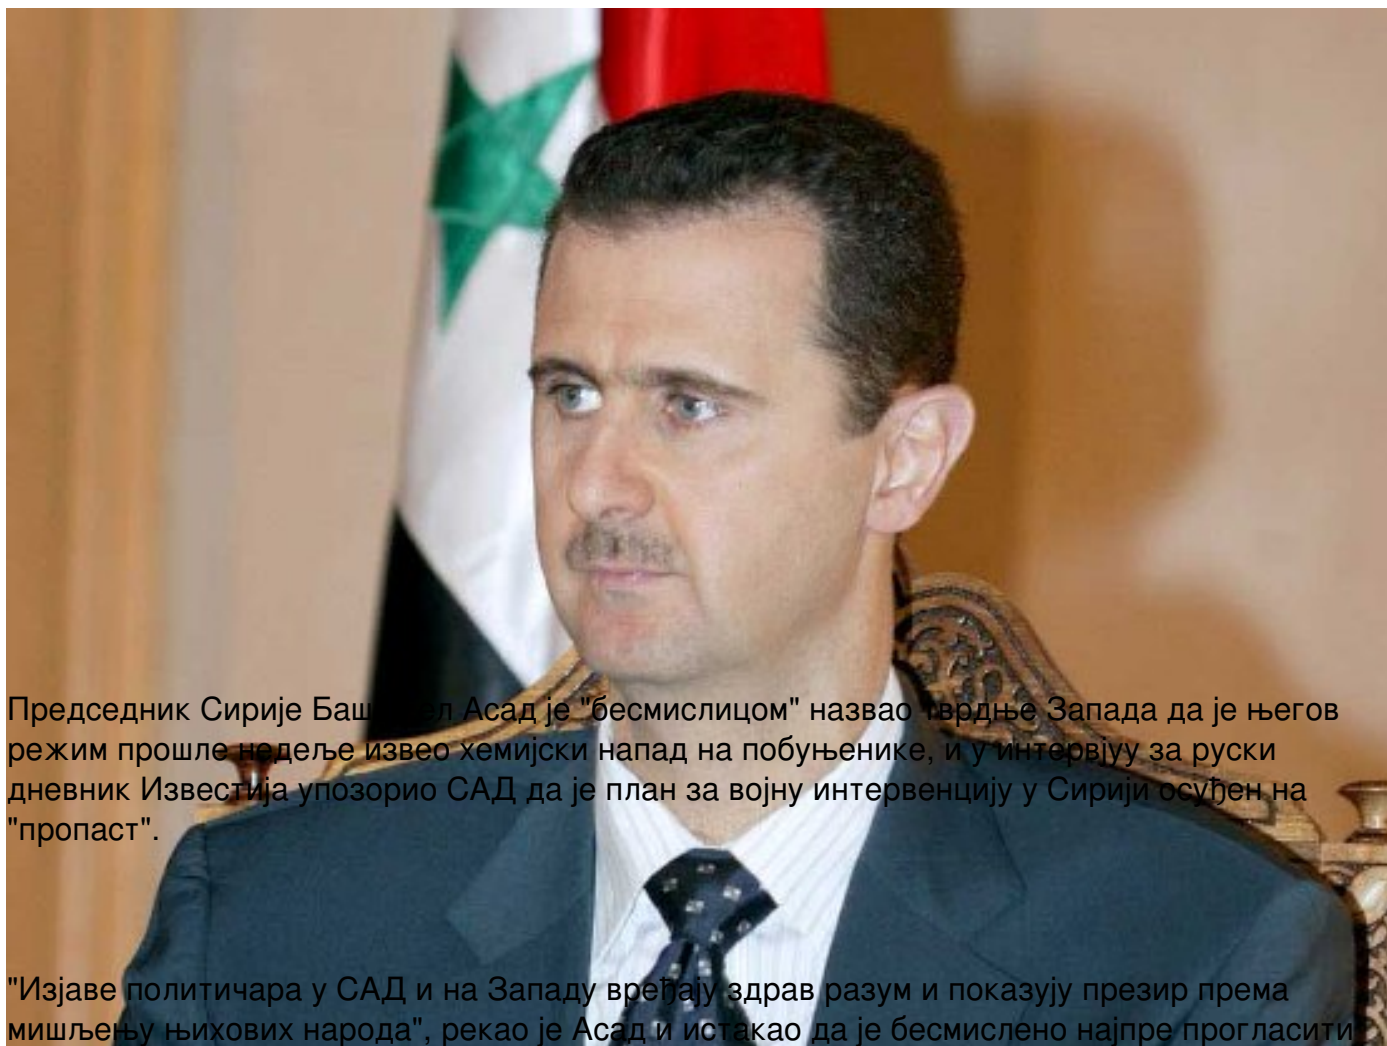 Председник Сирије Башар ел Асад је "бесмислицом" назвао тврдње Запада да је његов
режим прошле недеље извео хемијски напад на побуњенике, и у интервјуу за руски
дневник Известија упозорио САД да је план за војну интервенцију у Сирији осуђен на
"пропаст".
"Изјаве политичара у САД и на Западу вређају здрав разум и показују презир према
мишљењу њихових народа", рекао је Асад и истакао да је бесмислено најпре прогласити